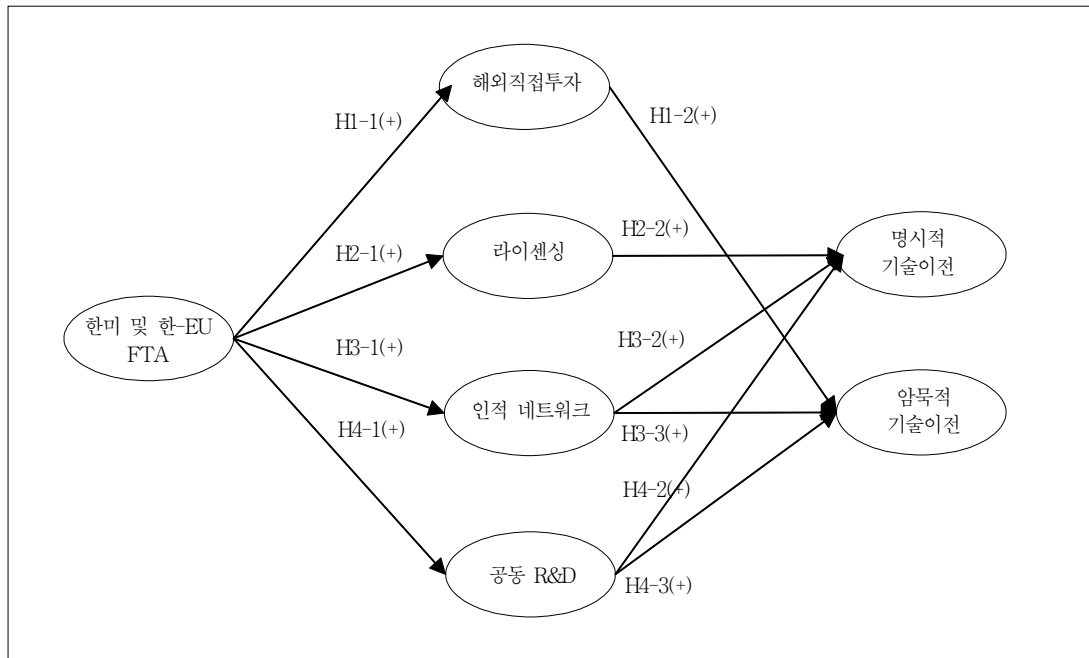 해외직접투자
H1-1(+)
H1-2(+)
H2-1(+)
라이센싱
H2-2(+)
명시적
기술이전
한미 및 한-EU
FTA
H3-1(+)
H3-2(+)
인적 네트워크
암묵적
기술이전
H4-1(+)
H3-3(+)
H4-2(+)
공동 R&D
H4-3(+)